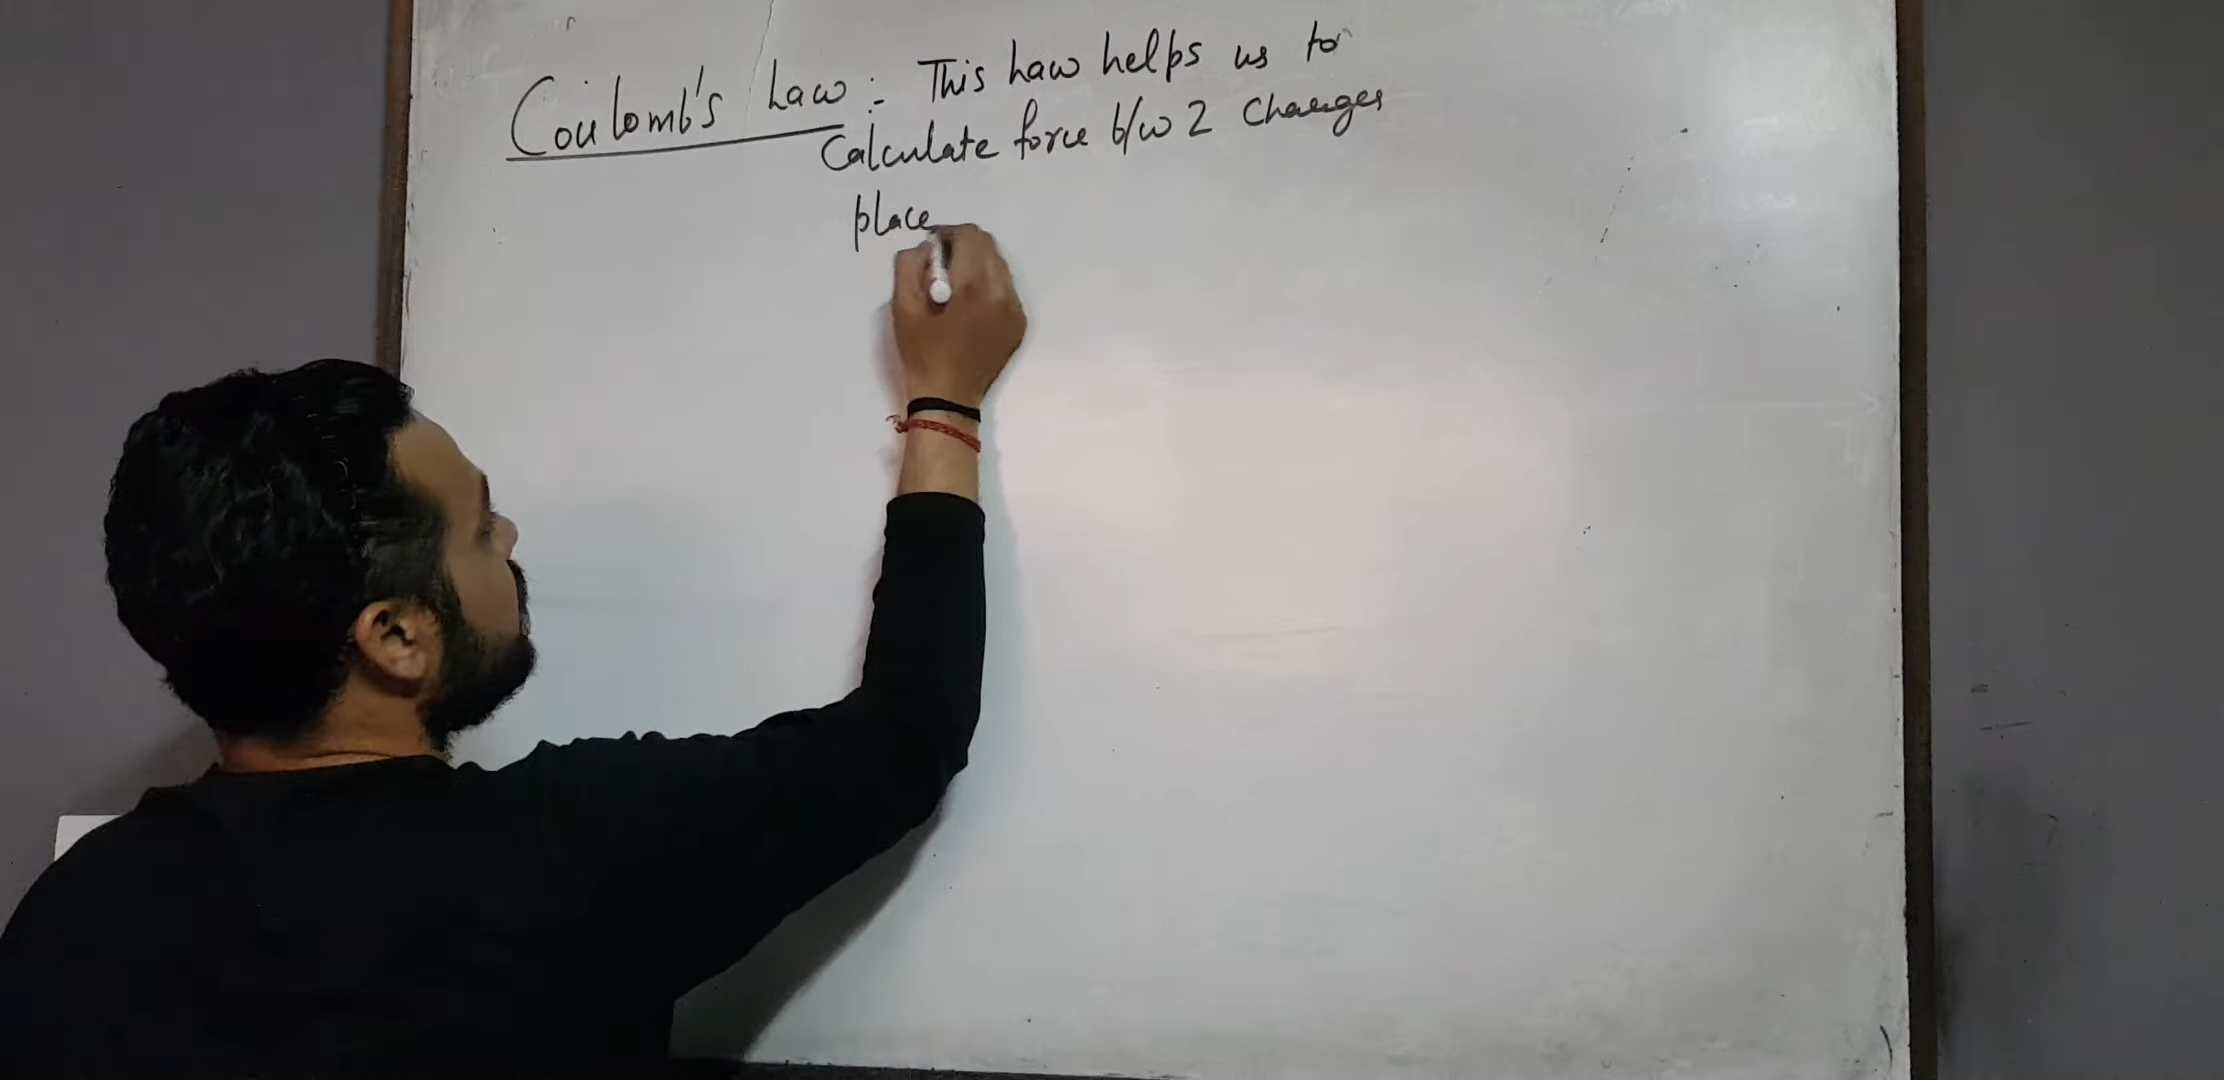 Coulomb's Law :- This Law helps us to
Calculate force b/w 2 Charges
place